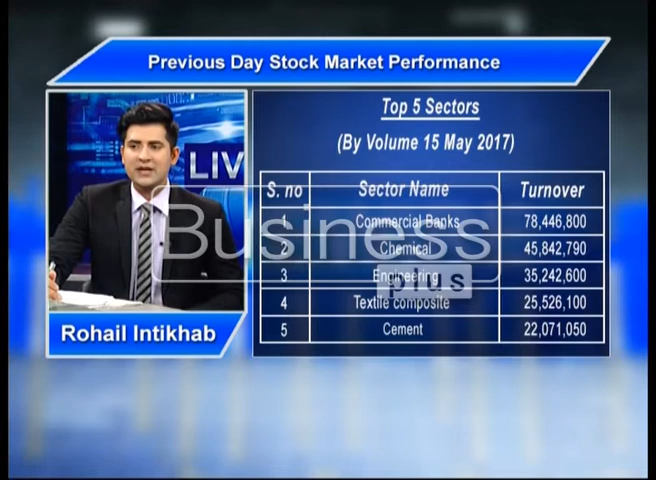 Previous Day Stock Market Performance
LIV
Rohail Intikhab
Top 5 Sectors
(By Volume 15 May 2017)
S. no Sector Name Turnover
1 Commercial Banks 78,446,800
2 Chemical 45,842,790
3 Engineering 35,242,600
4 Textile composite 25,526,100
5 Cement 22,071,050
Business
plus